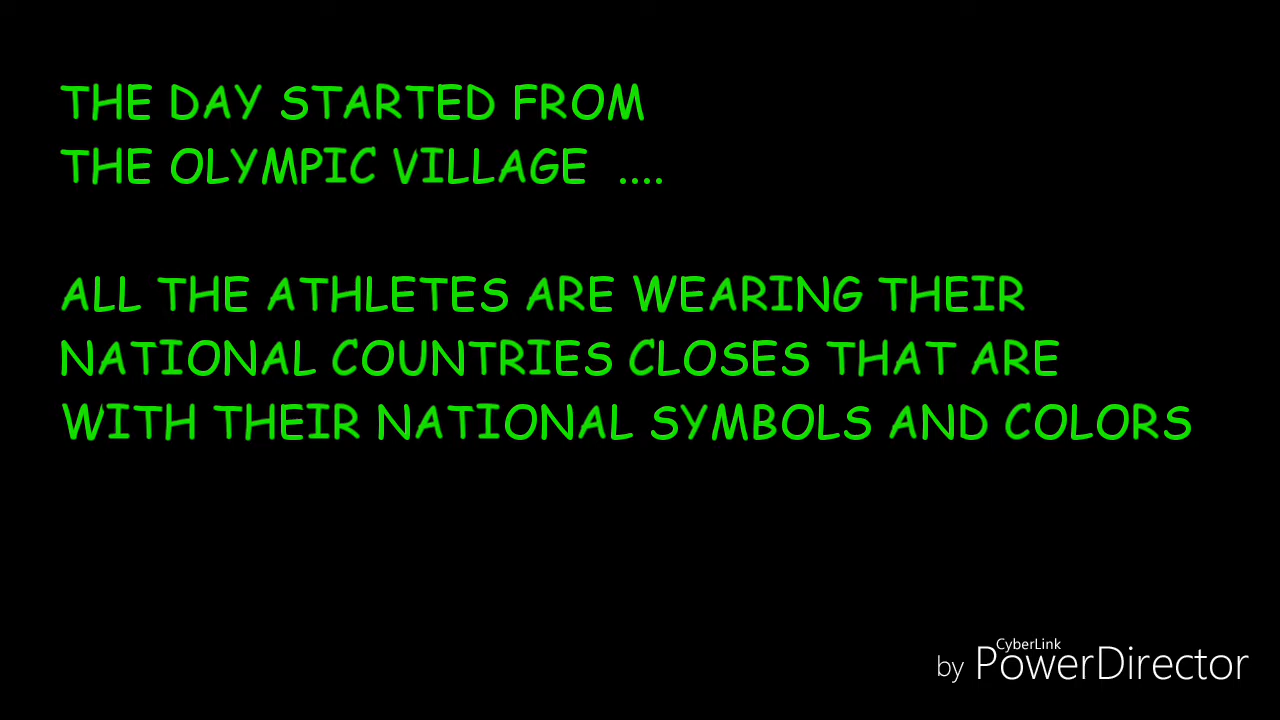 THE DAY STARTED FROM
THE OLYMPIC VILLAGE ....
ALL THE ATHLETES ARE WEARING THEIR
NATIONAL COUNTRIES CLOSES THAT ARE
WITH THEIR NATIONAL SYMBOLS AND COLORS
CyberLink
by PowerDirector